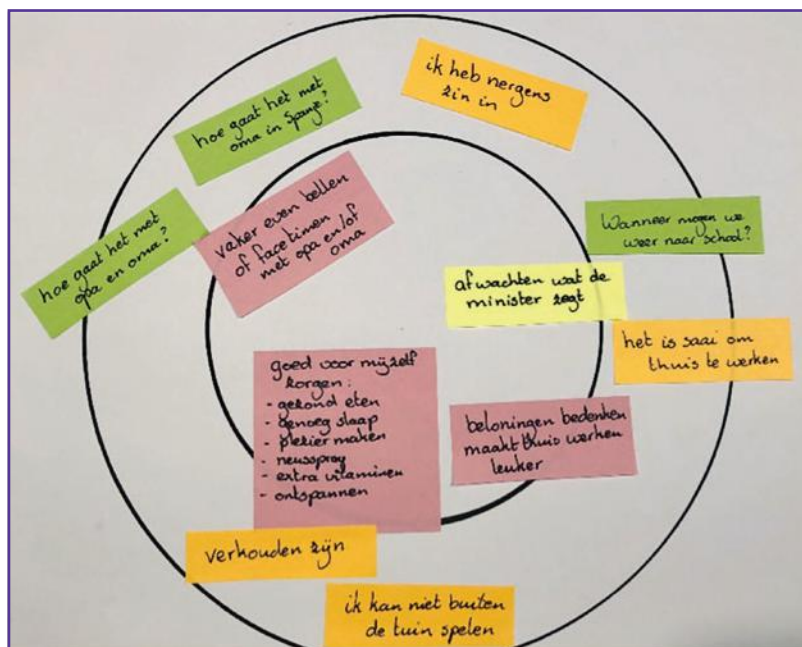 hoe gaat het met
oma in Spanje?
ik heb nergens
zin in
hoe gaat het met
opa en oma?
vaker even bellen
of facetimen
met opa en/of
oma
Wanneer mogen we
weer naar school?
afwachten wat de
minister zegt
het is saai om
thuis te werken
goed voor mijzelf
zorgen:
- gezond eten
- genoeg slaap
- plezier maken
- neusspray
- extra vitaminen
- ontspannen
beloningen bedenken
maakt thuis werken
leuker
verkouden zijn
ik kan niet buiten
de tuin spelen